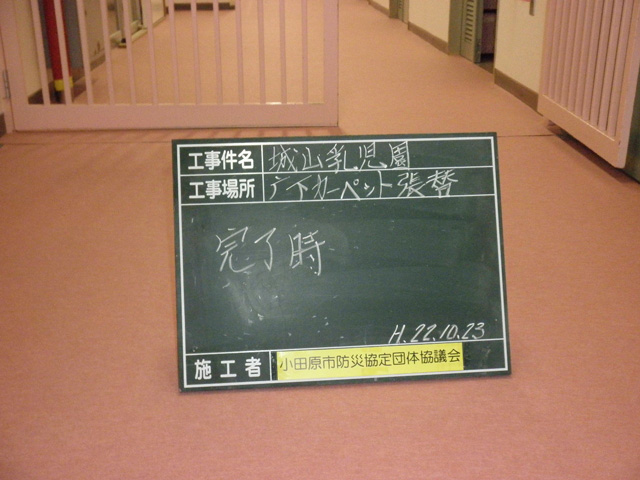 工事件名 城山乳児園
工事場所 广下カーペット張替
完了時
H.22.10.23
施工者 小田原市防災協定団体協議会